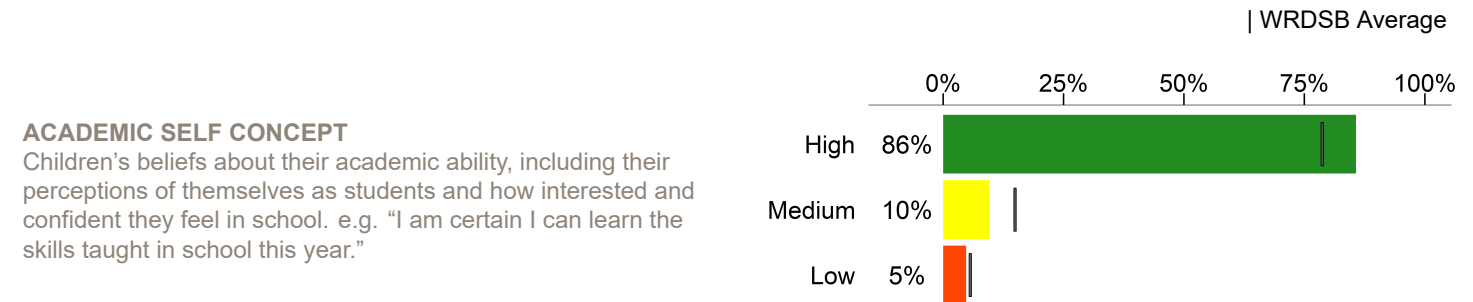 | WRDSB Average
0% 25% 50% 75% 100%
ACADEMIC SELF CONCEPT
Children’s beliefs about their academic ability, including their
perceptions of themselves as students and how interested and
confident they feel in school. e.g. “I am certain I can learn the
skills taught in school this year.”
High 86%
Medium 10%
Low 5%